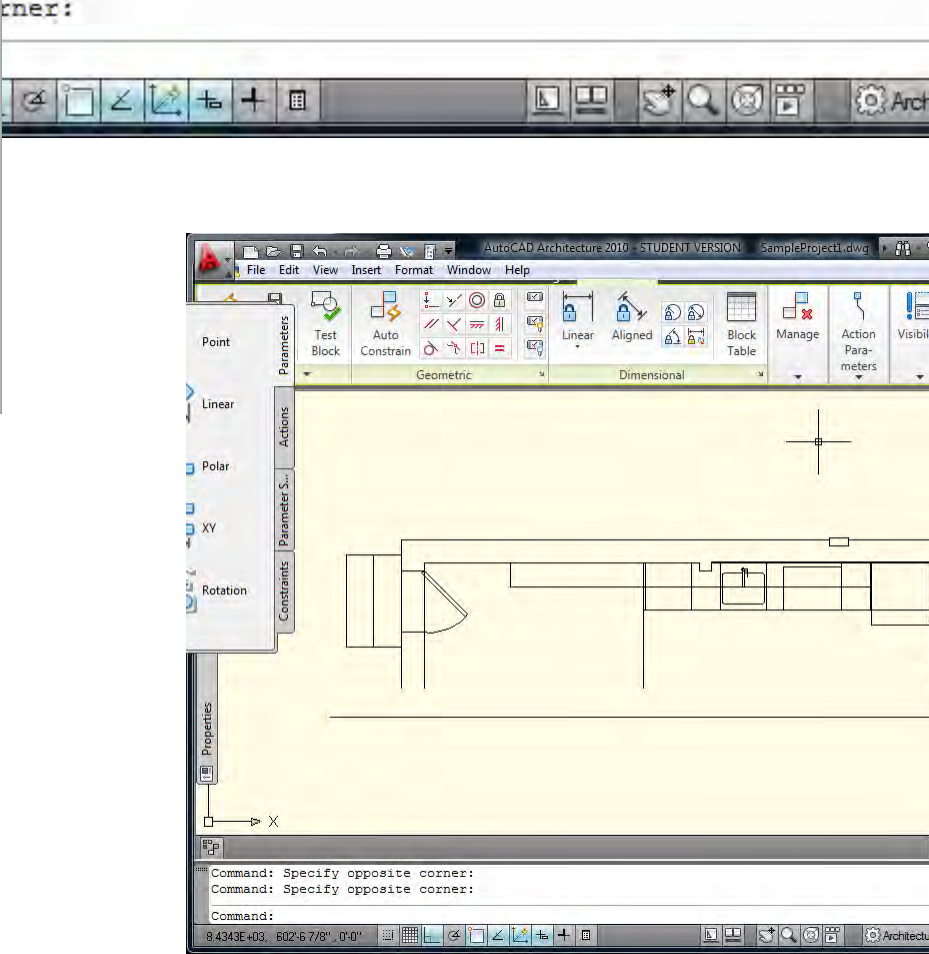 rner:
Arch
AutoCAD Architecture 2010 - STUDENT VERSION SampleProject1.dwg
File Edit View Insert Format Window Help
Test Block
Auto Constrain
Linear
Aligned
Block Table
Manage
Action Para-meters
Visibil
Geometric
Dimensional
Point
Linear
Polar
XY
Rotation
Parameters
Actions
Parameter S...
Constraints
Properties
X
Command: Specify opposite corner:
Command: Specify opposite corner:
Command:
8.4343E+03, 602'-6 7/8", 0'-0"
Architectu